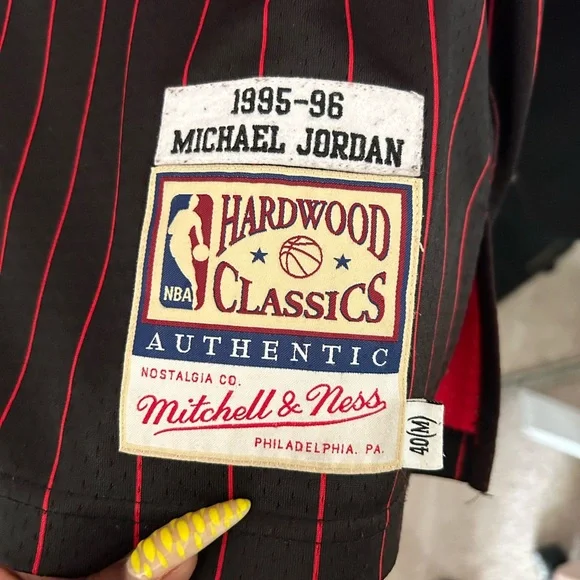 1995-96
MICHAEL JORDAN
HARDWOOD
NBA
CLASSICS
AUTHENTIC
NOSTALGIA CO.
Mitchell & Ness
PHILADELPHIA, PA.
40(M)